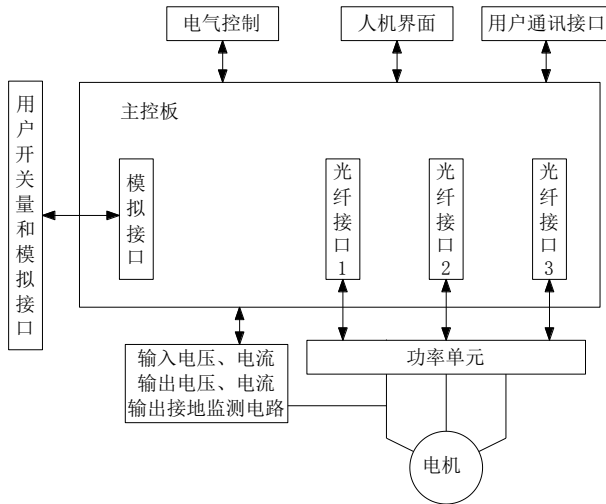 电气控制
人机界面
用户通讯接口
用户开关量和模拟接口
主控板
模拟接口
光纤接口1
光纤接口2
光纤接口3
输入电压、电流
输出电压、电流
输出接地监测电路
功率单元
电机